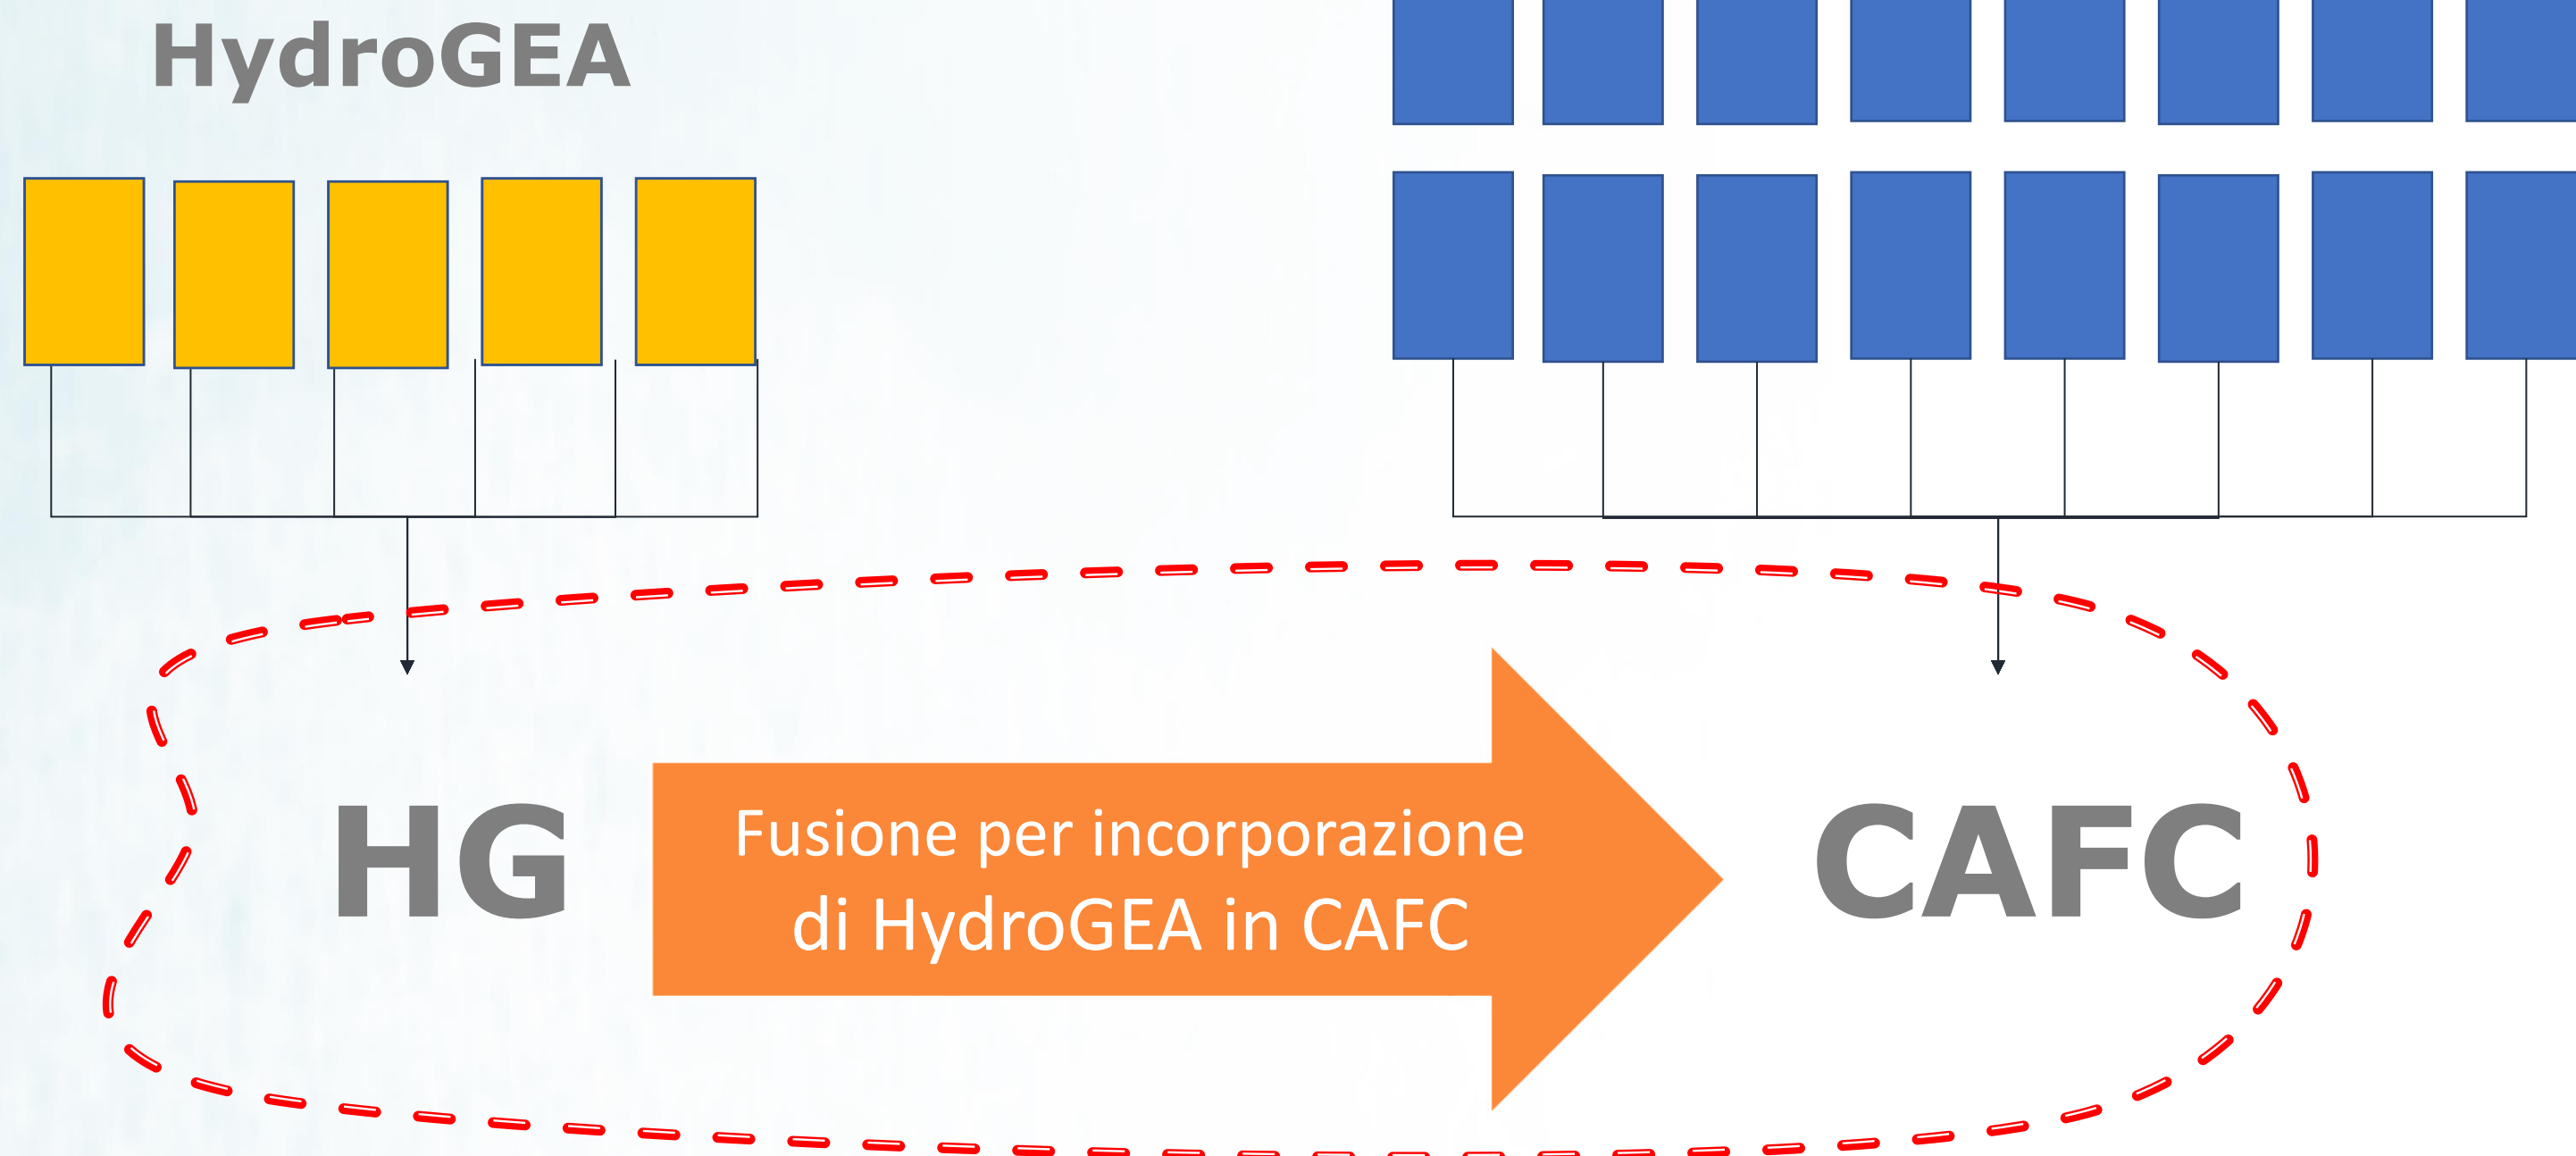 HydroGEA
HG
Fusione per incorporazione
di HydroGEA in CAFC
CAFC